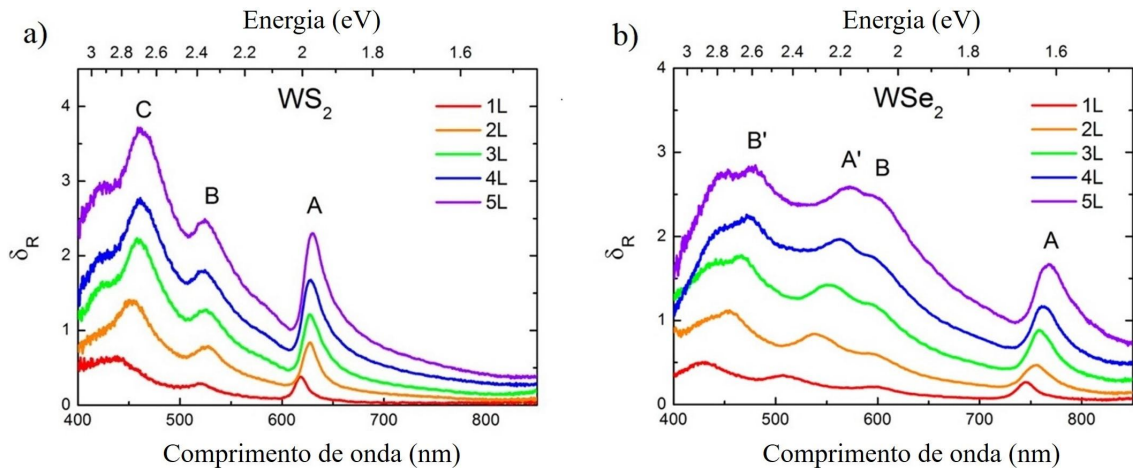 a)
Energia (eV)
3 2.8 2.6 2.4 2.2 2 1.8 1.6
WS2
C
B
A
1L
2L
3L
4L
5L
δR
4
3
2
1
0
400 500 600 700 800
Comprimento de onda (nm)
b)
Energia (eV)
3 2.8 2.6 2.4 2.2 2 1.8 1.6
WSe2
B'
A'
B
A
1L
2L
3L
4L
5L
δR
4
3
2
1
0
400 500 600 700 800
Comprimento de onda (nm)